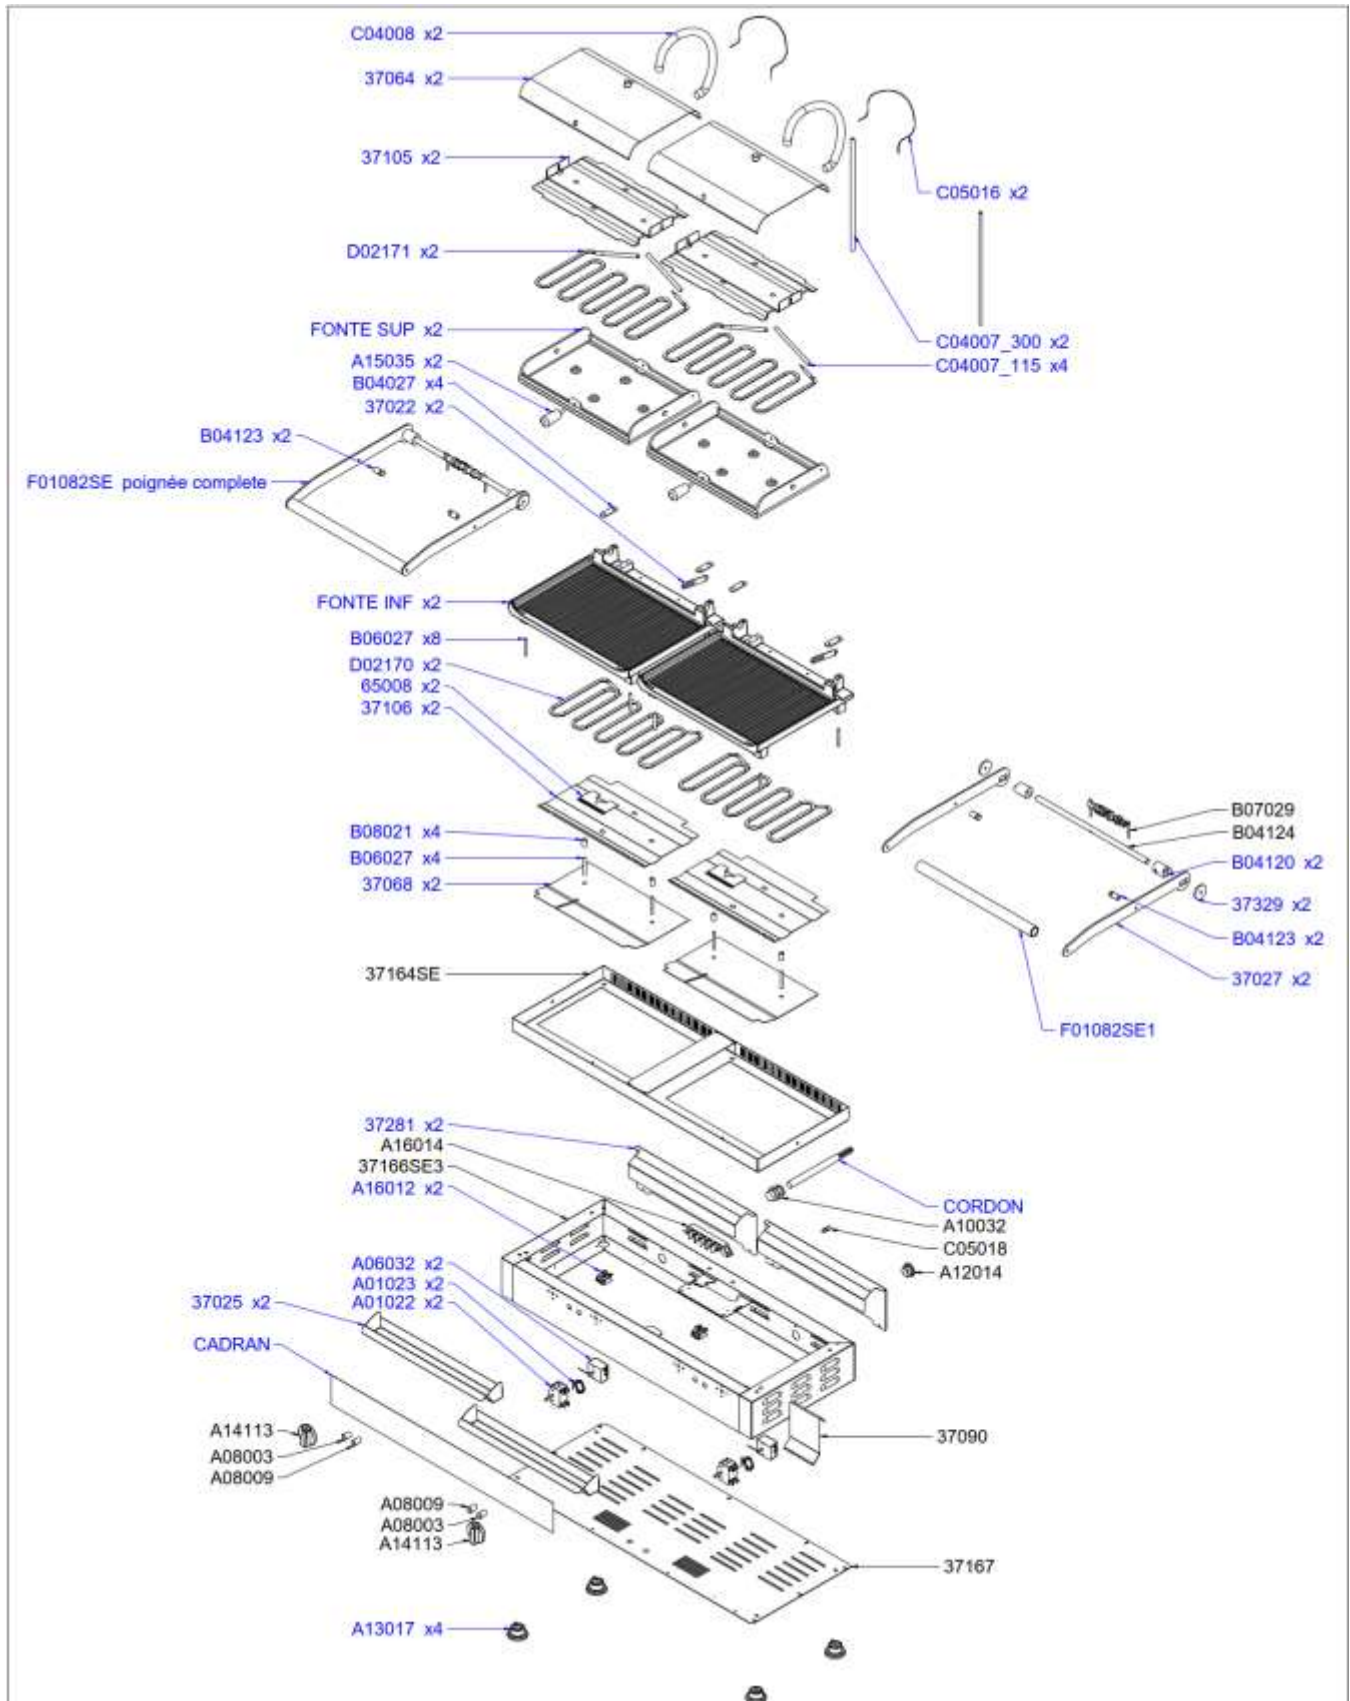 C04008 x2
37064 x2
37105 x2
C05016 x2
D02171 x2
FONTE SUP x2
C04007_300 x2
A15035 x2
C04007_115 x4
B04027 x4
37022 x2
B04123 x2
F01082SE poignée complete
FONTE INF x2
B06027 x8
D02170 x2
65008 x2
37106 x2
B07029
B08021 x4
B04124
B06027 x4
B04120 x2
37068 x2
37329 x2
B04123 x2
37164SE
37027 x2
F01082SE1
37281 x2
A16014
37166SE3
A16012 x2
CORDON
A10032
C05018
A06032 x2
A12014
A01023 x2
A01022 x2
37025 x2
CADRAN
A14113
A08003
A08009
37090
A08009
A08003
A14113
37167
A13017 x4